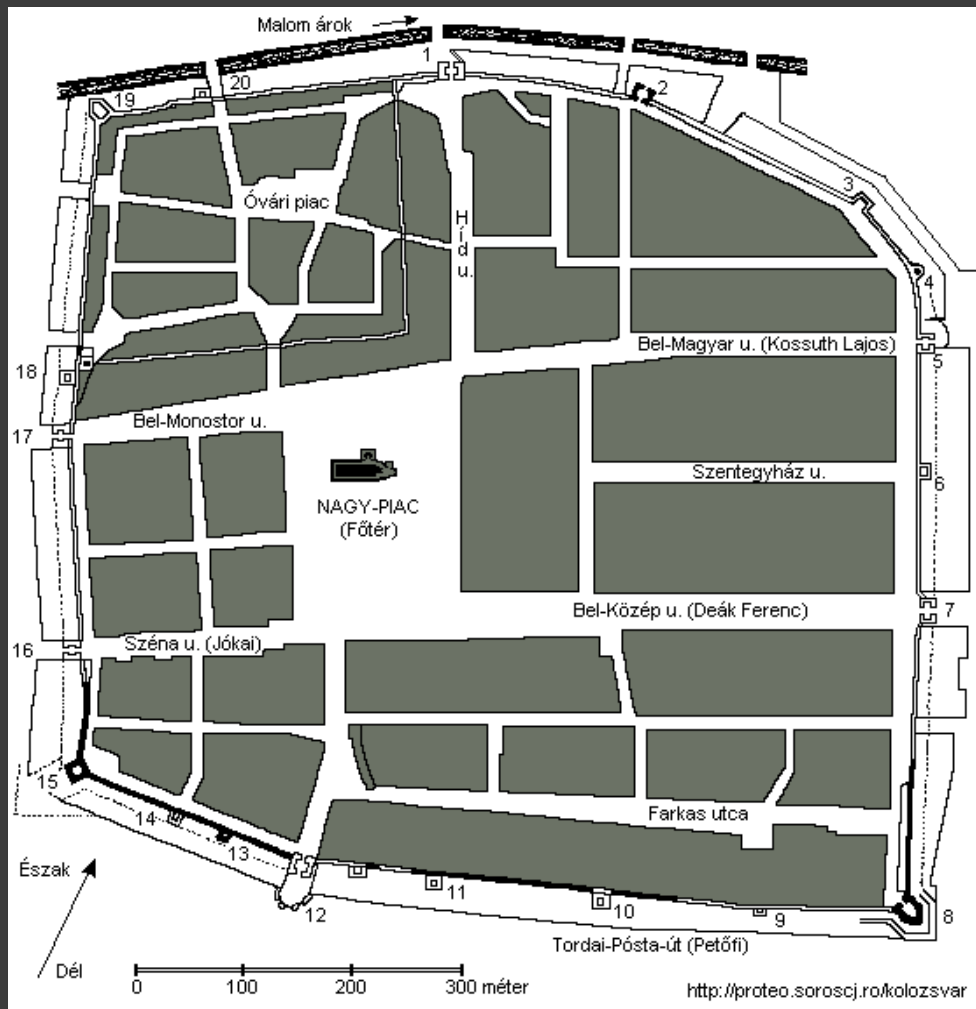 Malom árok
1
20
2
19
3
Óvári piac
Híd u.
4
Bel-Magyar u. (Kossuth Lajos)
5
18
Bel-Monostor u.
17
Szentegyház u.
6
NAGY-PIAC
(Főtér)
Bel-Közép u. (Deák Ferenc)
7
Széna u. (Jókai)
16
15
14
Farkas utca
13
Észak
11
10
9
8
12
Tordai-Pósta-út (Petőfi)
Dél
0 100 200 300 méter
http://proteo.soroscj.ro/kolozsvar